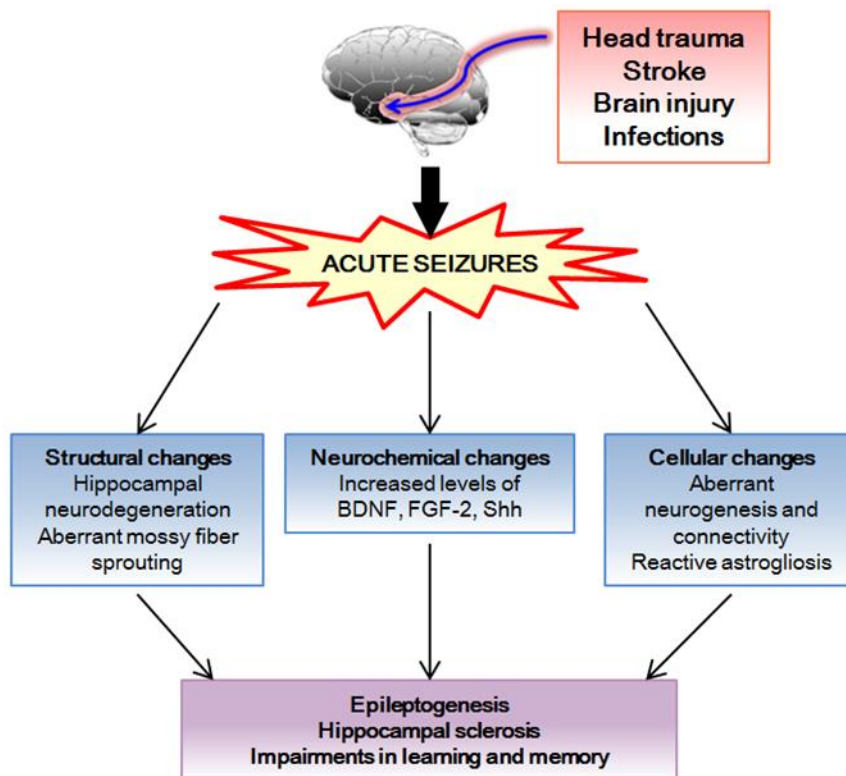 Head trauma
Stroke
Brain injury
Infections
ACUTE SEIZURES
Structural changes
Hippocampal
neurodegeneration
Aberrant mossy fiber
sprouting
Neurochemical changes
Increased levels of
BDNF, FGF-2, Shh
Cellular changes
Aberrant
neurogenesis and
connectivity
Reactive astrogliosis
Epileptogenesis
Hippocampal sclerosis
Impairments in learning and memory